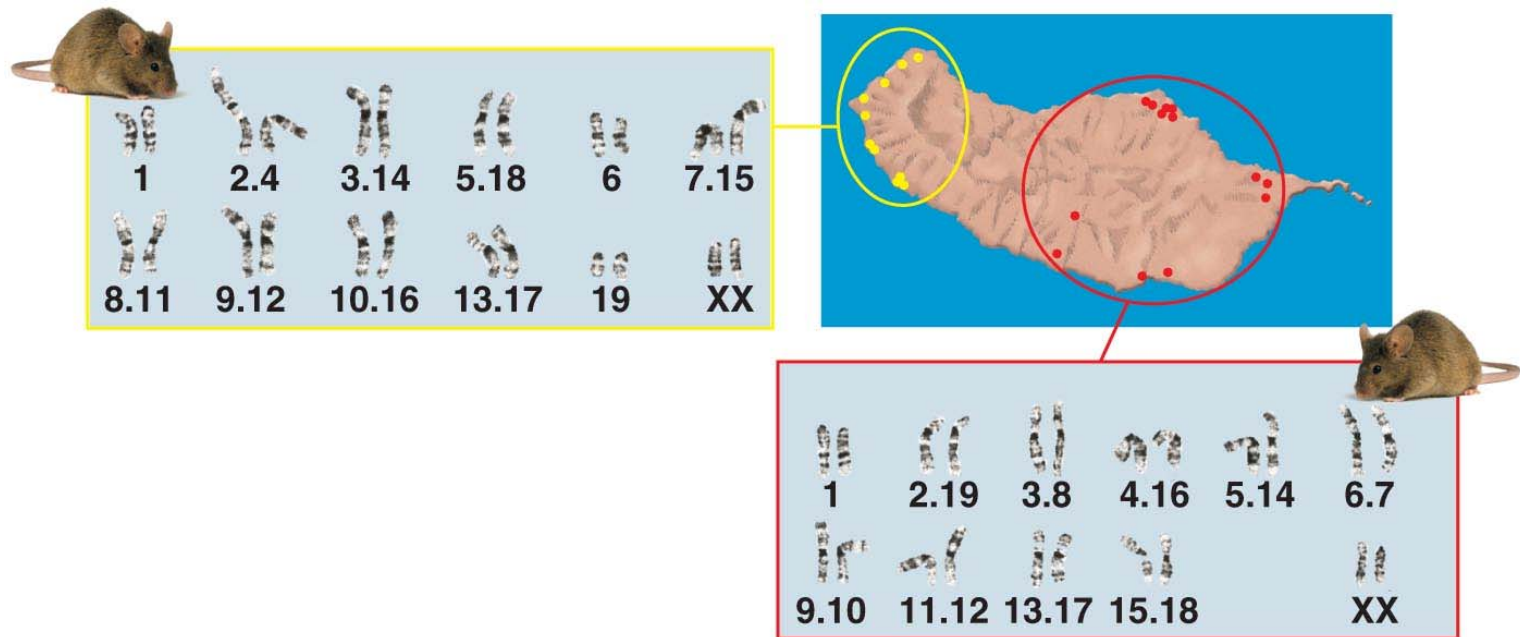 1 2.4 3.14 5.18 6 7.15
8.11 9.12 10.16 13.17 19 XX
1 2.19 3.8 4.16 5.14 6.7
9.10 11.12 13.17 15.18 XX